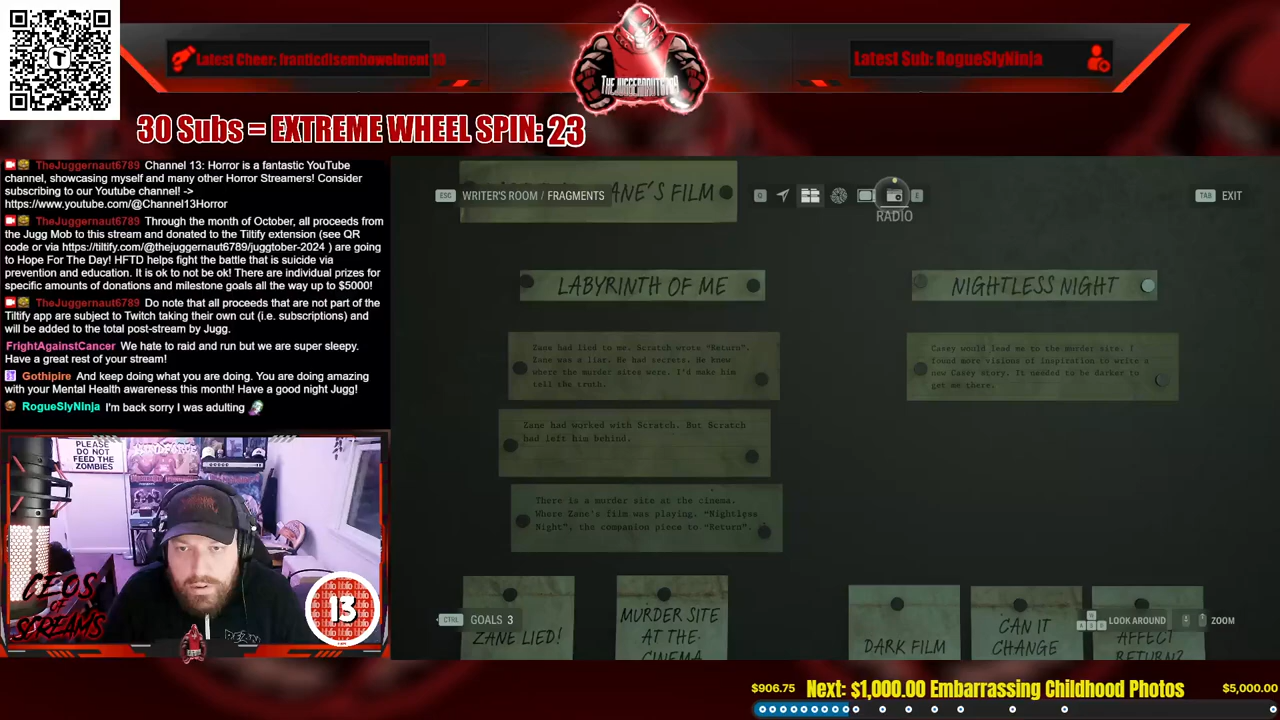 Latest Cheer: franticdisembowelment 10
THEJUGGERNAUT6789
Latest Sub: RogueSlyNinja
30 Subs = EXTREME WHEEL SPIN: 23
TheJuggernaut6789 Channel 13: Horror is a fantastic YouTube
channel, showcasing myself and many other Horror Streamers! Consider
subscribing to our Youtube channel! ->
https://www.youtube.com/@Channel13Horror
TheJuggernaut6789 Through the month of October, all proceeds from
the Jugg Mob to this stream and donated to the Tiltify extension (see QR
code or via https://tiltify.com/@thejuggernaut6789/juggtober-2024 ) are going
to Hope For The Day! HFTD helps fight the battle that is suicide via
prevention and education. It is ok to not be ok! There are individual prizes for
specific amounts of donations and milestone goals all the way up to $5000!
TheJuggernaut6789 Do note that all proceeds that are not part of the
Tiltify app are subject to Twitch taking their own cut (i.e. subscriptions) and
will be added to the total post-stream by Jugg.
FrightAgainstCancer We hate to raid and run but we are super sleepy.
Have a great rest of your stream!
Gothipire And keep doing what you are doing. You are doing amazing
with your Mental Health awareness this month! Have a good night Jugg!
RogueSlyNinja I'm back sorry I was adulting
ESC WRITER'S ROOM / FRAGMENTS
ANE'S FILM
Q
E
RADIO
TAB EXIT
LABYRINTH OF ME
NIGHTLESS NIGHT
Zane had lied to me. Scratch wrote "Return".
Zane was a liar. He had secrets. He knew
where the murder sites were. I'd make him
tell the truth.
Casey would lead me to the murder site. I
found more visions of inspiration to write a
new Casey story. It needed to be darker to
get me there.
Zane had worked with Scratch. But Scratch
had left him behind.
There is a murder site at the cinema.
Where Zane's film was playing. "Nightless
Night", the companion piece to "Return".
ZANE LIED!
MURDER SITE
AT THE
CINEMA
DARK FILM
CAN IT
CHANGE
AFFECT
RETURN?
CTRL GOALS 3
LOOK AROUND
ZOOM
PLEASE
DO NOT
FEED THE
ZOMBIES
CEOS
OF
SCREAMS
13
$906.75 Next: $1,000.00 Embarrassing Childhood Photos $5,000.00